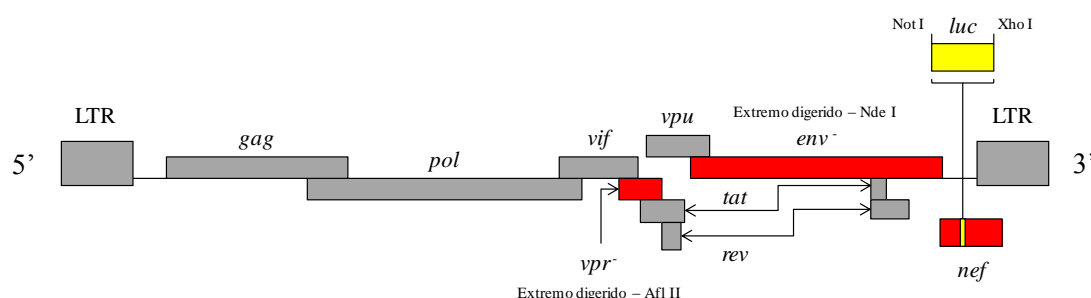 Not I luc Xho I
LTR vpu Extremo digerido – Nde I LTR
5’ gag pol vif env - 3’
tat
rev
vpr-
nef
Extremo digerido – Afl II